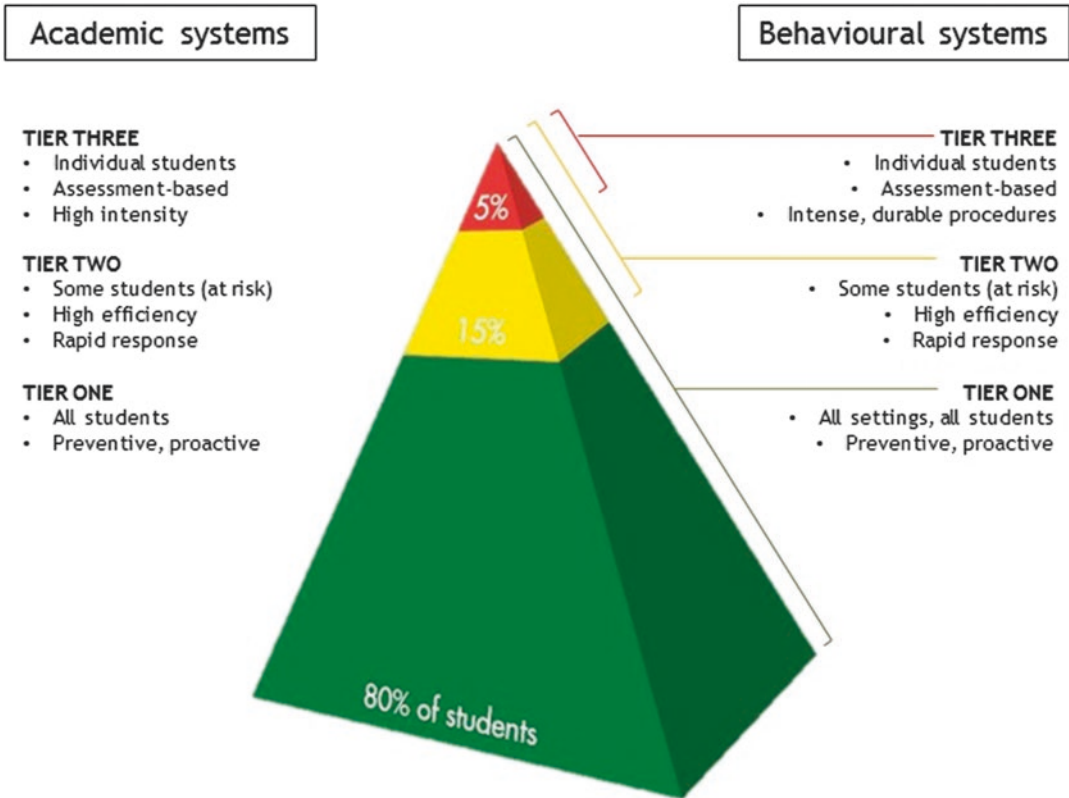 Academic systems
Behavioural systems
TIER THREE
• Individual students
• Assessment-based
• High intensity
TIER TWO
• Some students (at risk)
• High efficiency
• Rapid response
TIER ONE
• All students
• Preventive, proactive
5%
15%
80% of students
TIER THREE
• Individual students
• Assessment-based
• Intense, durable procedures
TIER TWO
• Some students (at risk)
• High efficiency
• Rapid response
TIER ONE
• All settings, all students
• Preventive, proactive